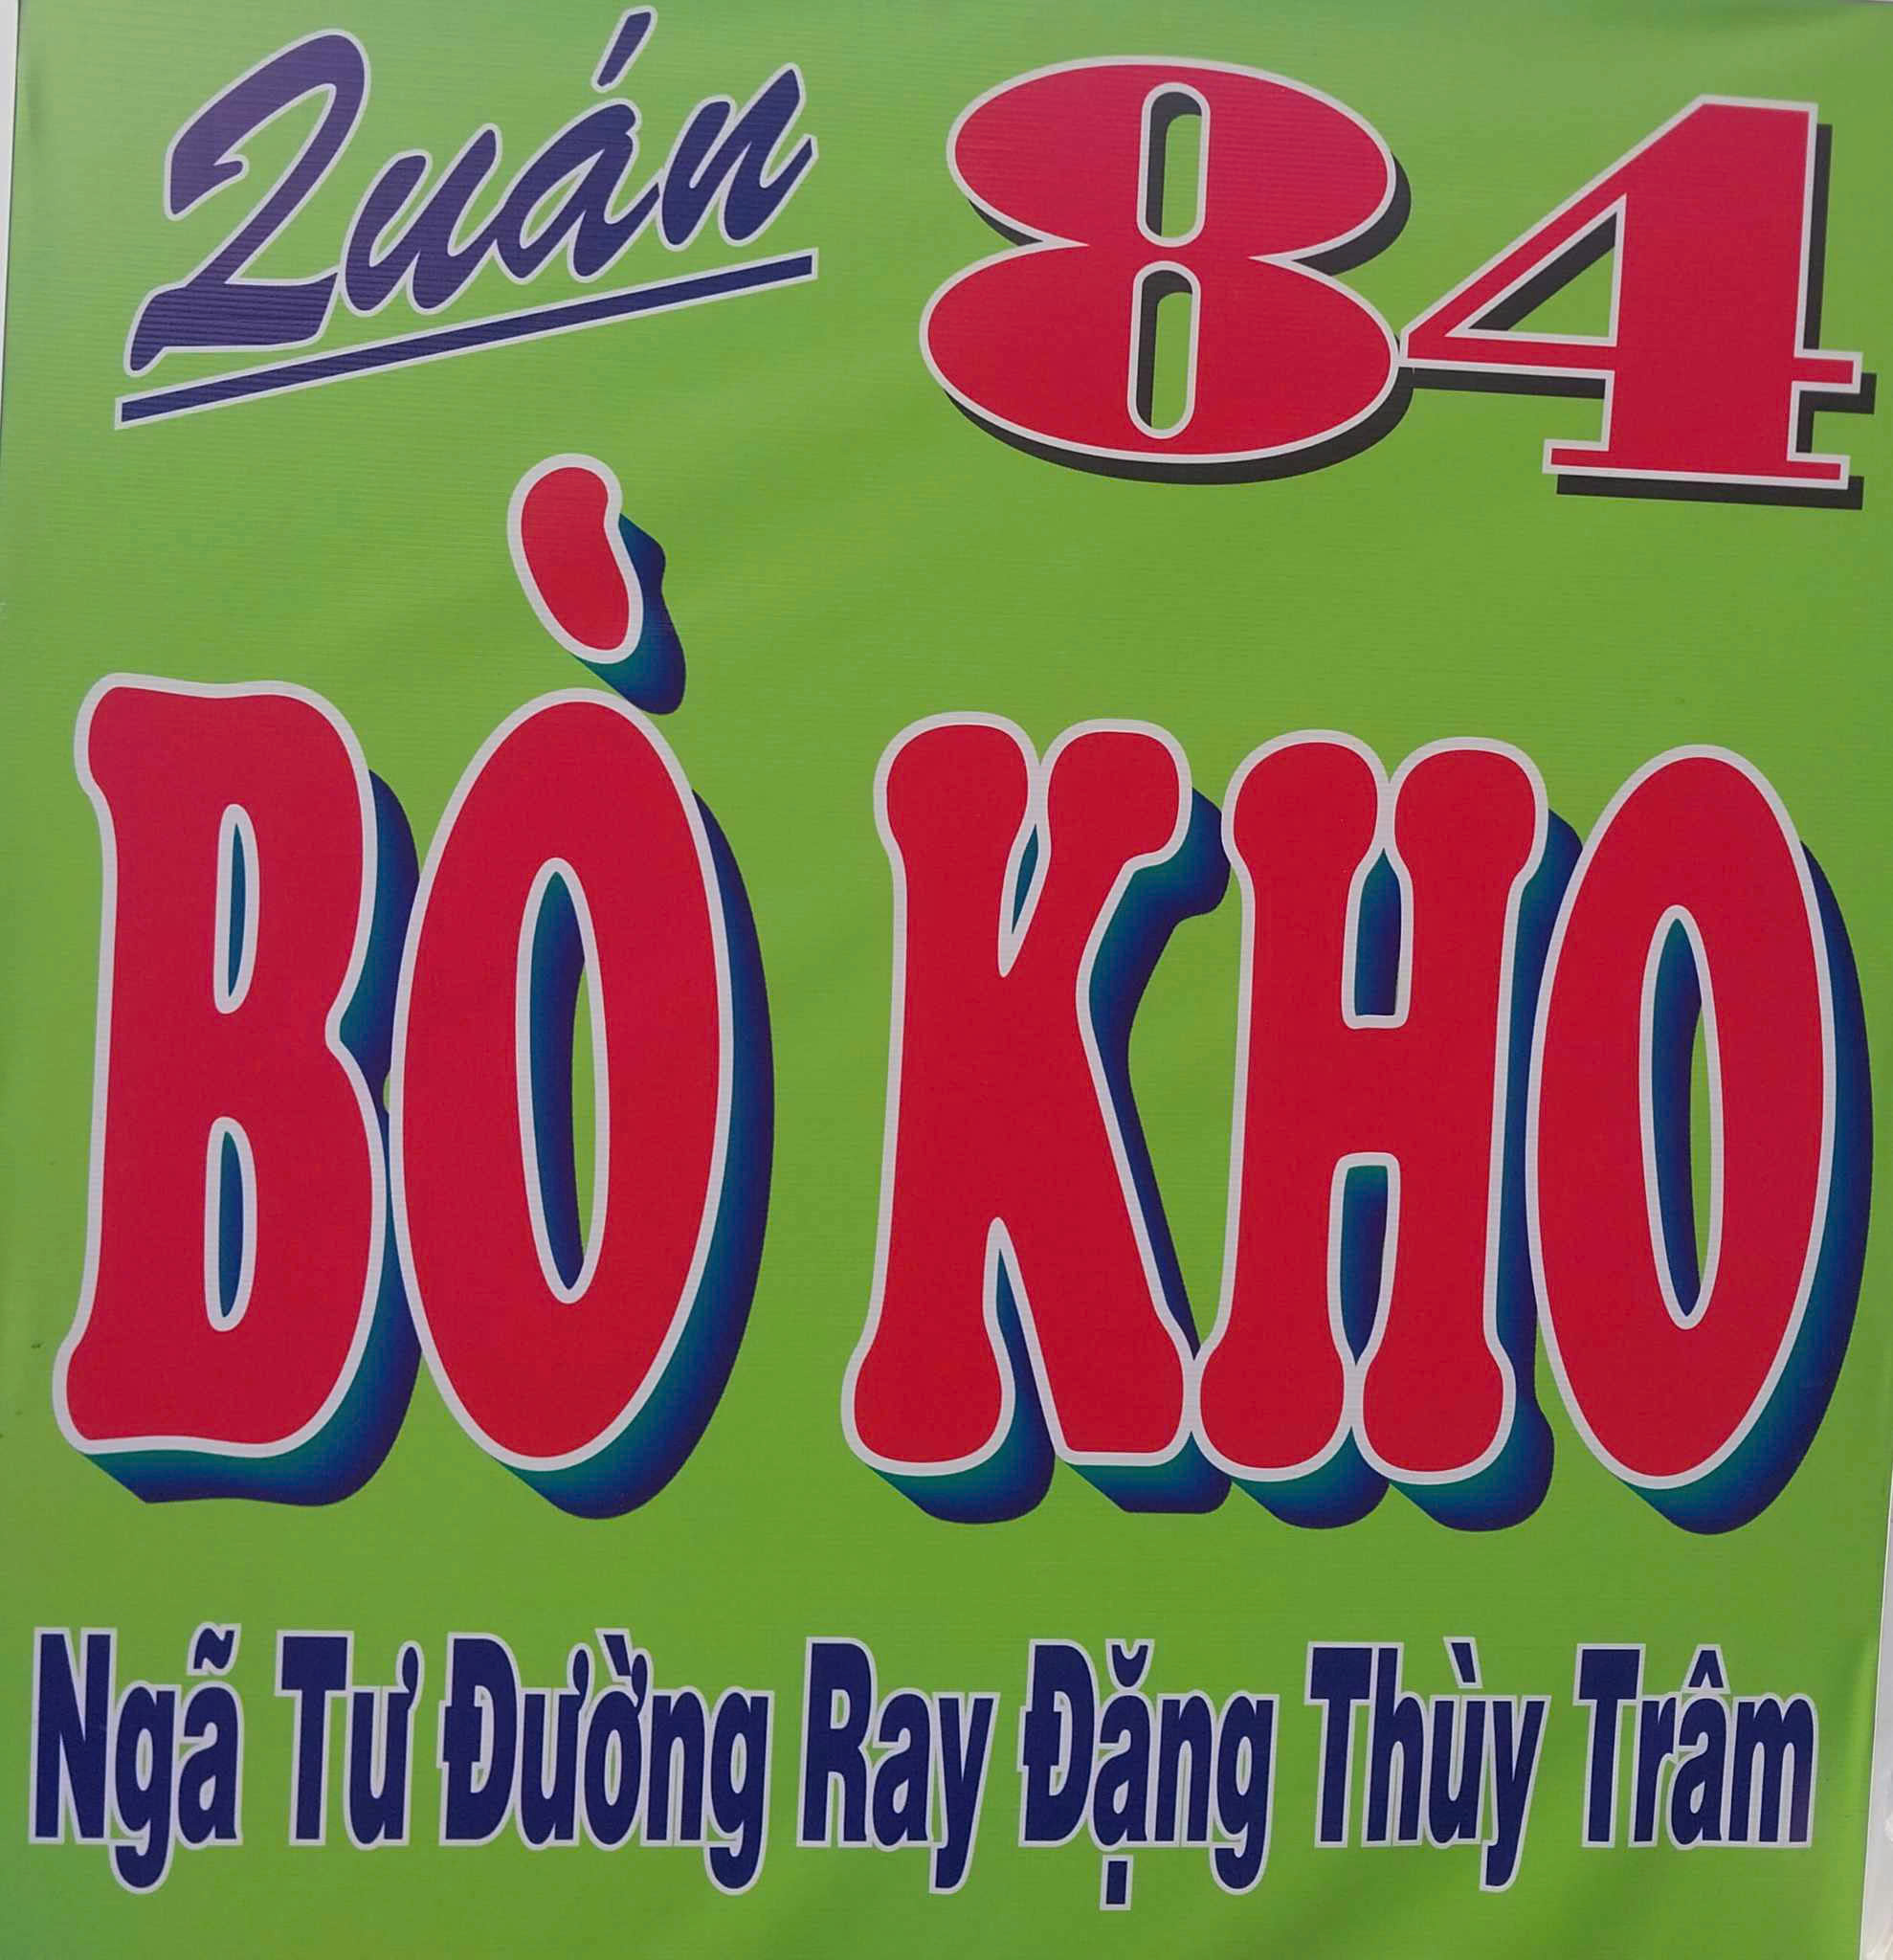 Quán 84
BÒ KHO
Ngã Tư Đường Ray Đặng Thùy Trâm